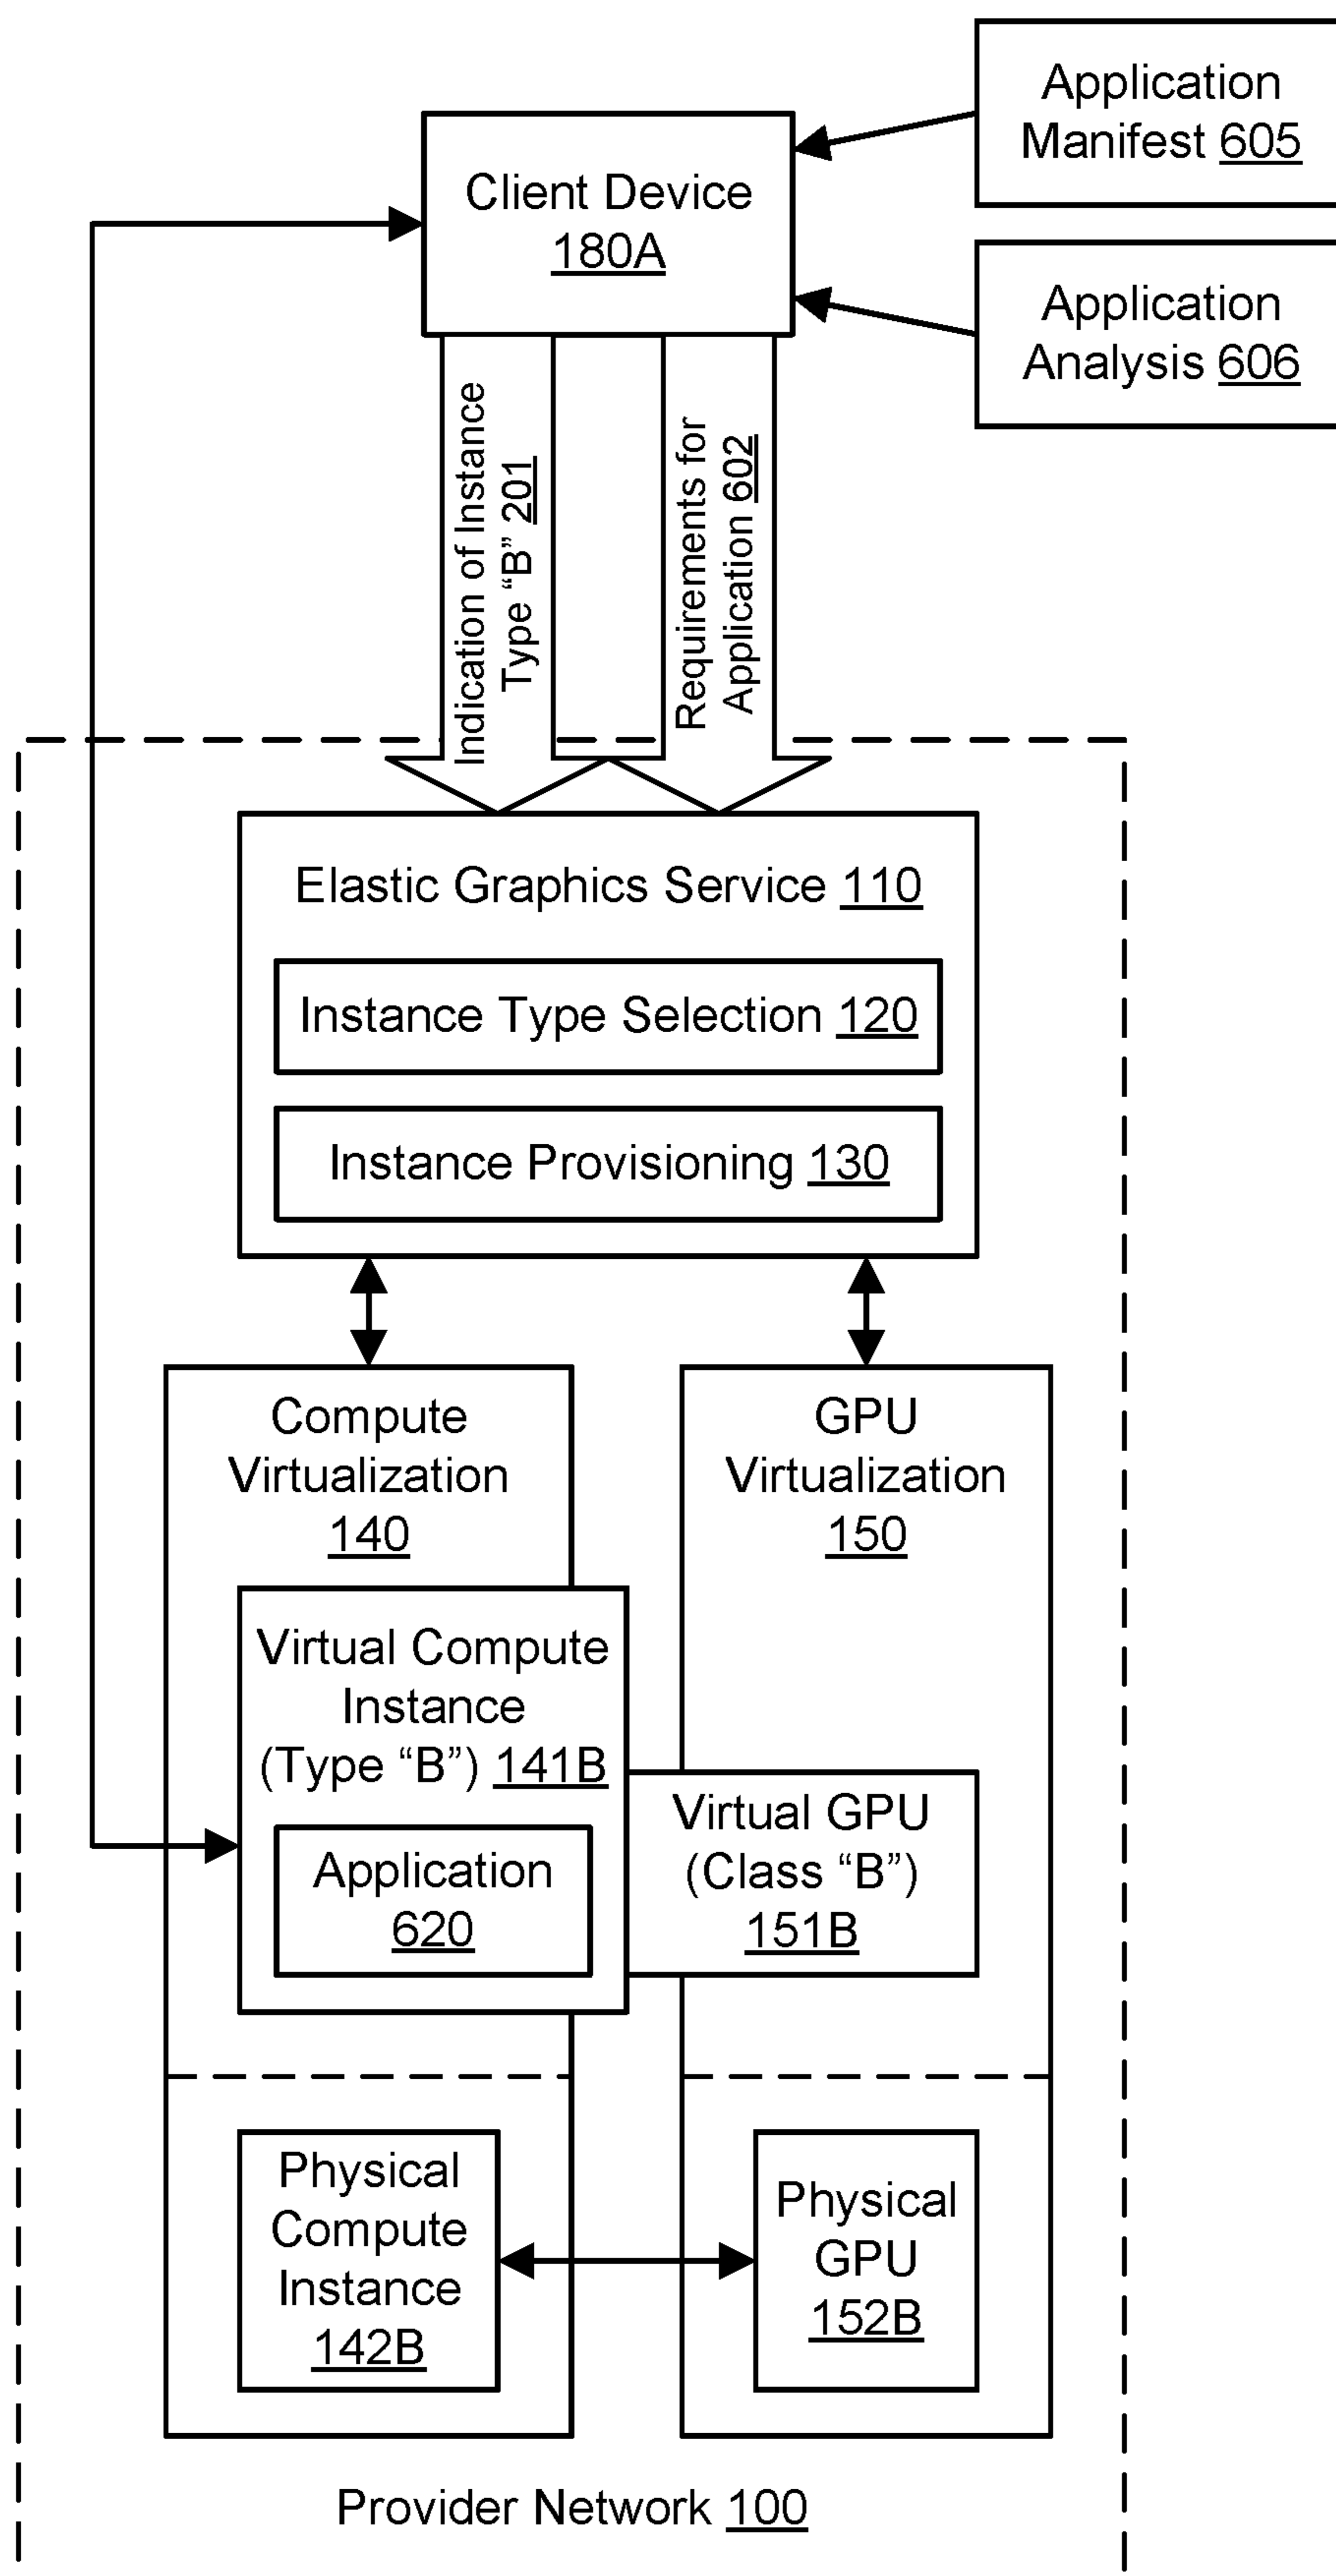 Application
Manifest 605
Client Device
180A
Application
Analysis 606
Indication of Instance
Type “B” 201
Requirements for
Application 602
Elastic Graphics Service 110
Instance Type Selection 120
Instance Provisioning 130
Compute
Virtualization
140
GPU
Virtualization
150
Virtual Compute
Instance
(Type “B”) 141B
Application
620
Virtual GPU
(Class “B”)
151B
Physical
Compute
Instance
142B
Physical
GPU
152B
Provider Network 100